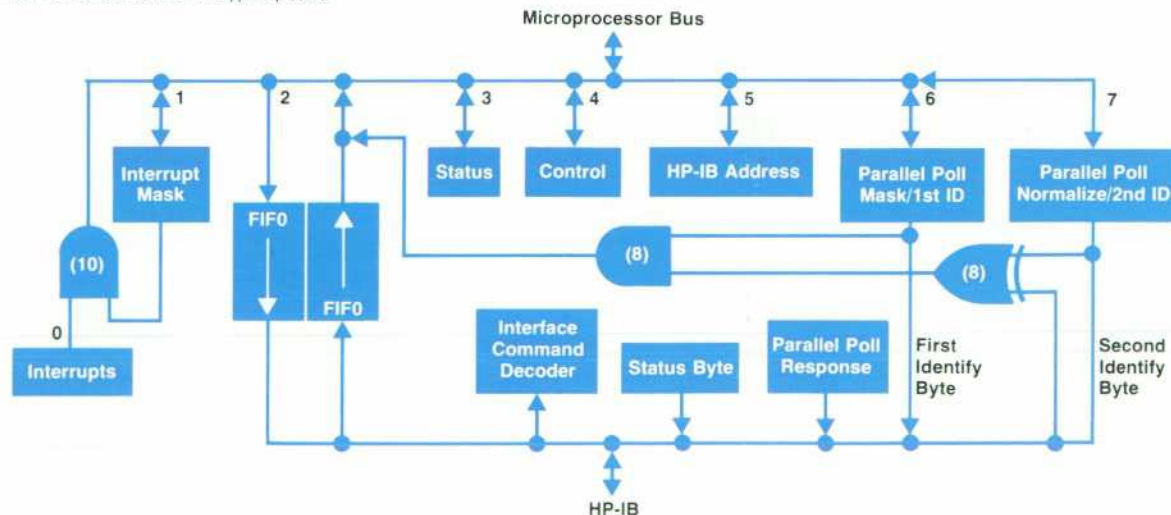 Microprocessor Bus
1
2
3
4
5
6
7
Interrupt
Mask
Status
Control
HP-IB Address
Parallel Poll
Mask/1st ID
Parallel Poll
Normalize/2nd ID
FIFO
FIFO
(10)
(8)
(8)
0
Interrupts
Interface
Command
Decoder
Status Byte
Parallel Poll
Response
First
Identify
Byte
Second
Identify
Byte
HP-IB